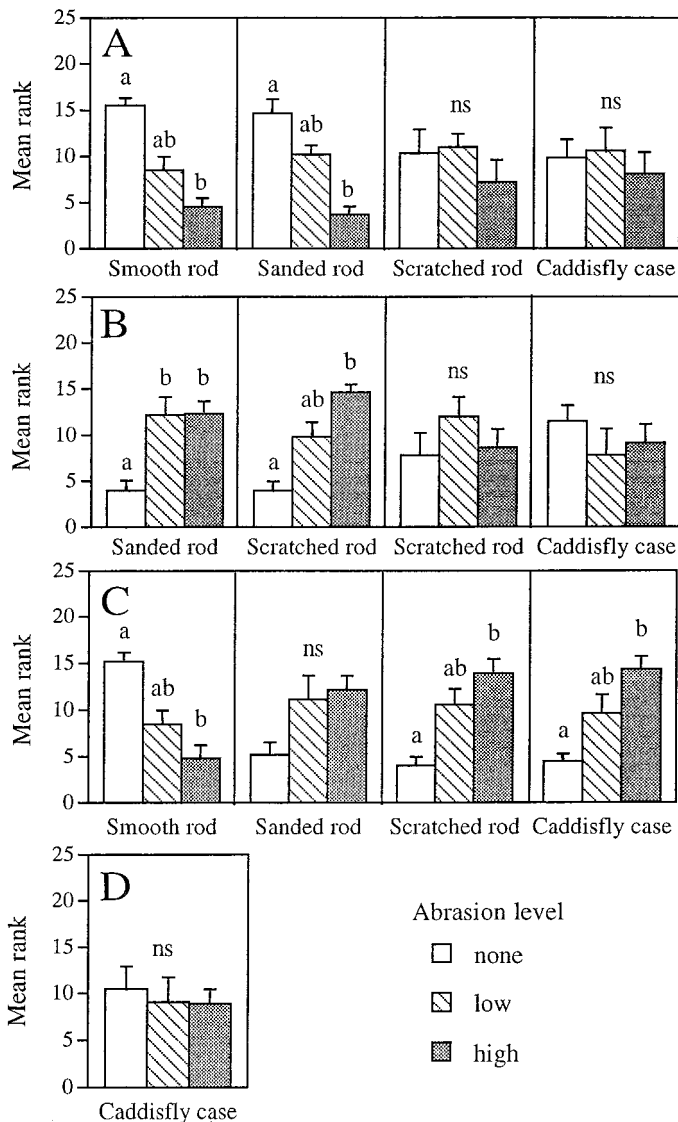 A
Mean rank
25
20
15
10
5
0
a
ab
b
a
ab
b
ns
ns
Smooth rod Sanded rod Scratched rod Caddisfly case
B
Mean rank
25
20
15
10
5
0
a
b
b
a
ab
b
ns
ns
Sanded rod Scratched rod Scratched rod Caddisfly case
C
Mean rank
25
20
15
10
5
0
a
ab
b
ns
a
ab
b
a
ab
b
Smooth rod Sanded rod Scratched rod Caddisfly case
D
Mean rank
25
20
15
10
5
0
ns
Caddisfly case
Abrasion level
none
low
high